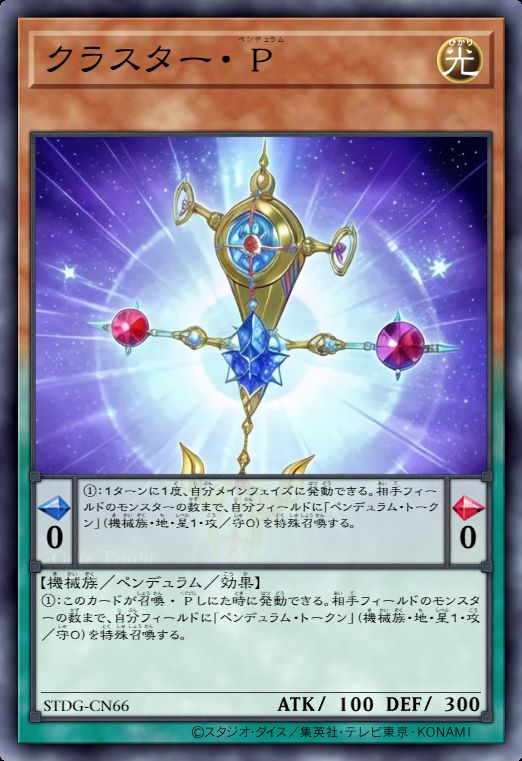 クラスター・P
光
①：1ターンに1度、自分メインフェイズに発動できる。相手フィー
ルドのモンスターの数まで、自分フィールドに「ペンデュラム・トーク
ン」(機械族・地・星1・攻／守0)を特殊召喚する。
0
0
【機械族／ペンデュラム／効果】
①：このカードが召喚・Pしにした時に発動できる。相手フィールドのモンスタ
ーの数まで、自分フィールドに「ペンデュラム・トークン」(機械族・地・星1・攻
／守0)を特殊召喚する。
STDG-CN66
ATK/ 100 DEF/ 300
©スタジオ・ダイス／集英社・テレビ東京・KONAMI